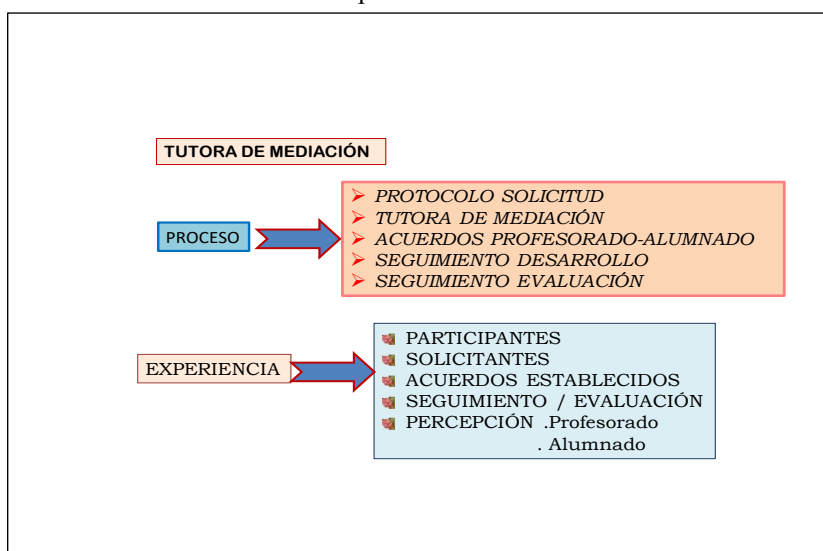 TUTORA DE MEDIACIÓN
PROCESO
PROTOCOLO SOLICITUD
TUTORA DE MEDIACIÓN
ACUERDOS PROFESORADO-ALUMNADO
SEGUIMIENTO DESARROLLO
SEGUIMIENTO EVALUACIÓN
EXPERIENCIA
PARTICIPANTES
SOLICITANTES
ACUERDOS ESTABLECIDOS
SEGUIMIENTO / EVALUACIÓN
PERCEPCIÓN .Profesorado
. Alumnado